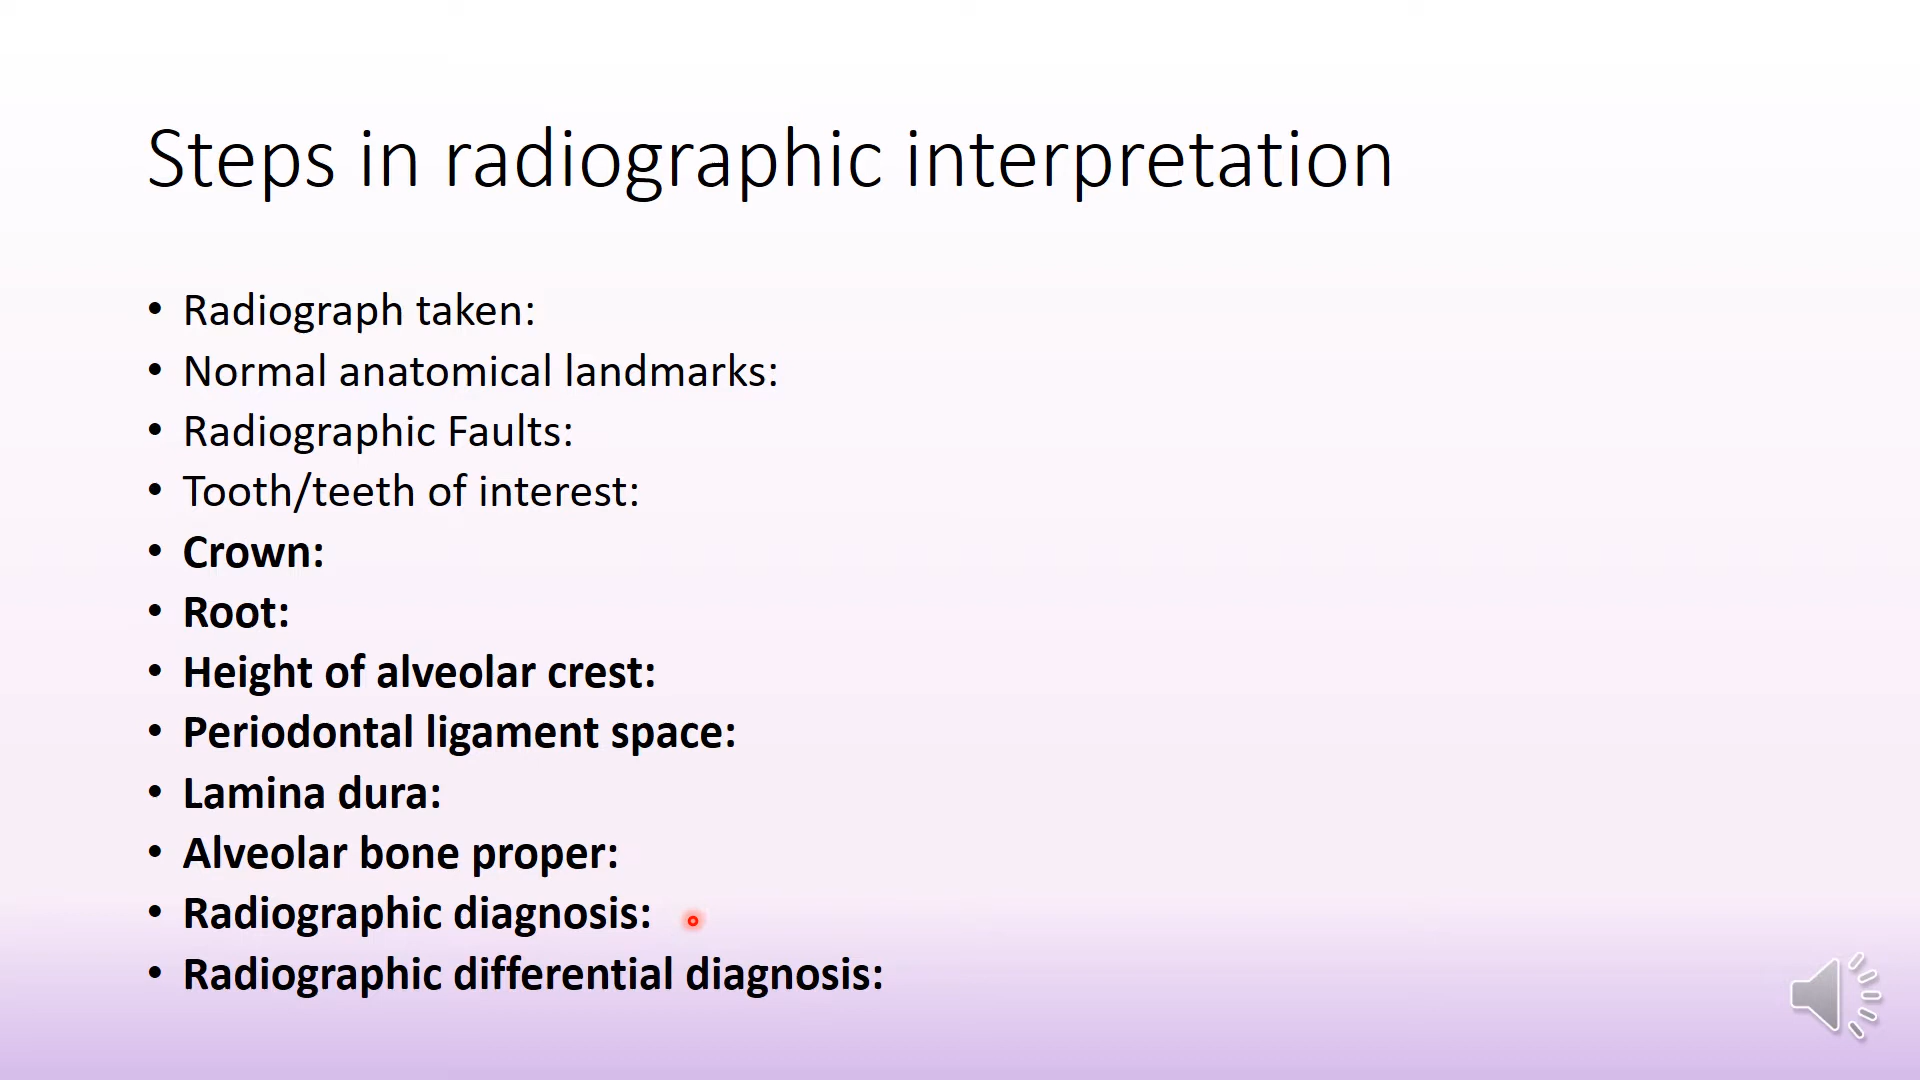 Steps in radiographic interpretation
• Radiograph taken:
• Normal anatomical landmarks:
• Radiographic Faults:
• Tooth/teeth of interest:
• Crown:
• Root:
• Height of alveolar crest:
• Periodontal ligament space:
• Lamina dura:
• Alveolar bone proper:
• Radiographic diagnosis:
• Radiographic differential diagnosis: